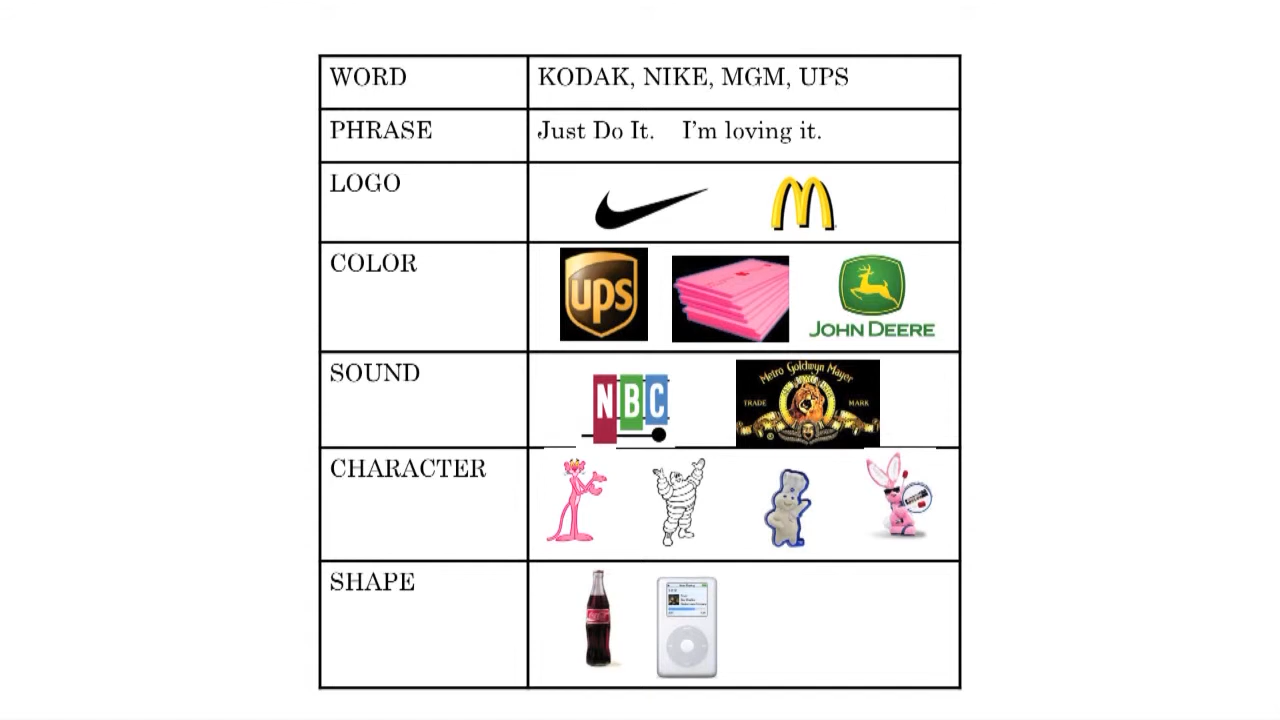 WORD
KODAK, NIKE, MGM, UPS
PHRASE
Just Do It. I'm loving it.
LOGO
COLOR
ups
JOHN DEERE
SOUND
NBC
Metro Goldwyn Mayer
TRADE MARK
CHARACTER
SHAPE